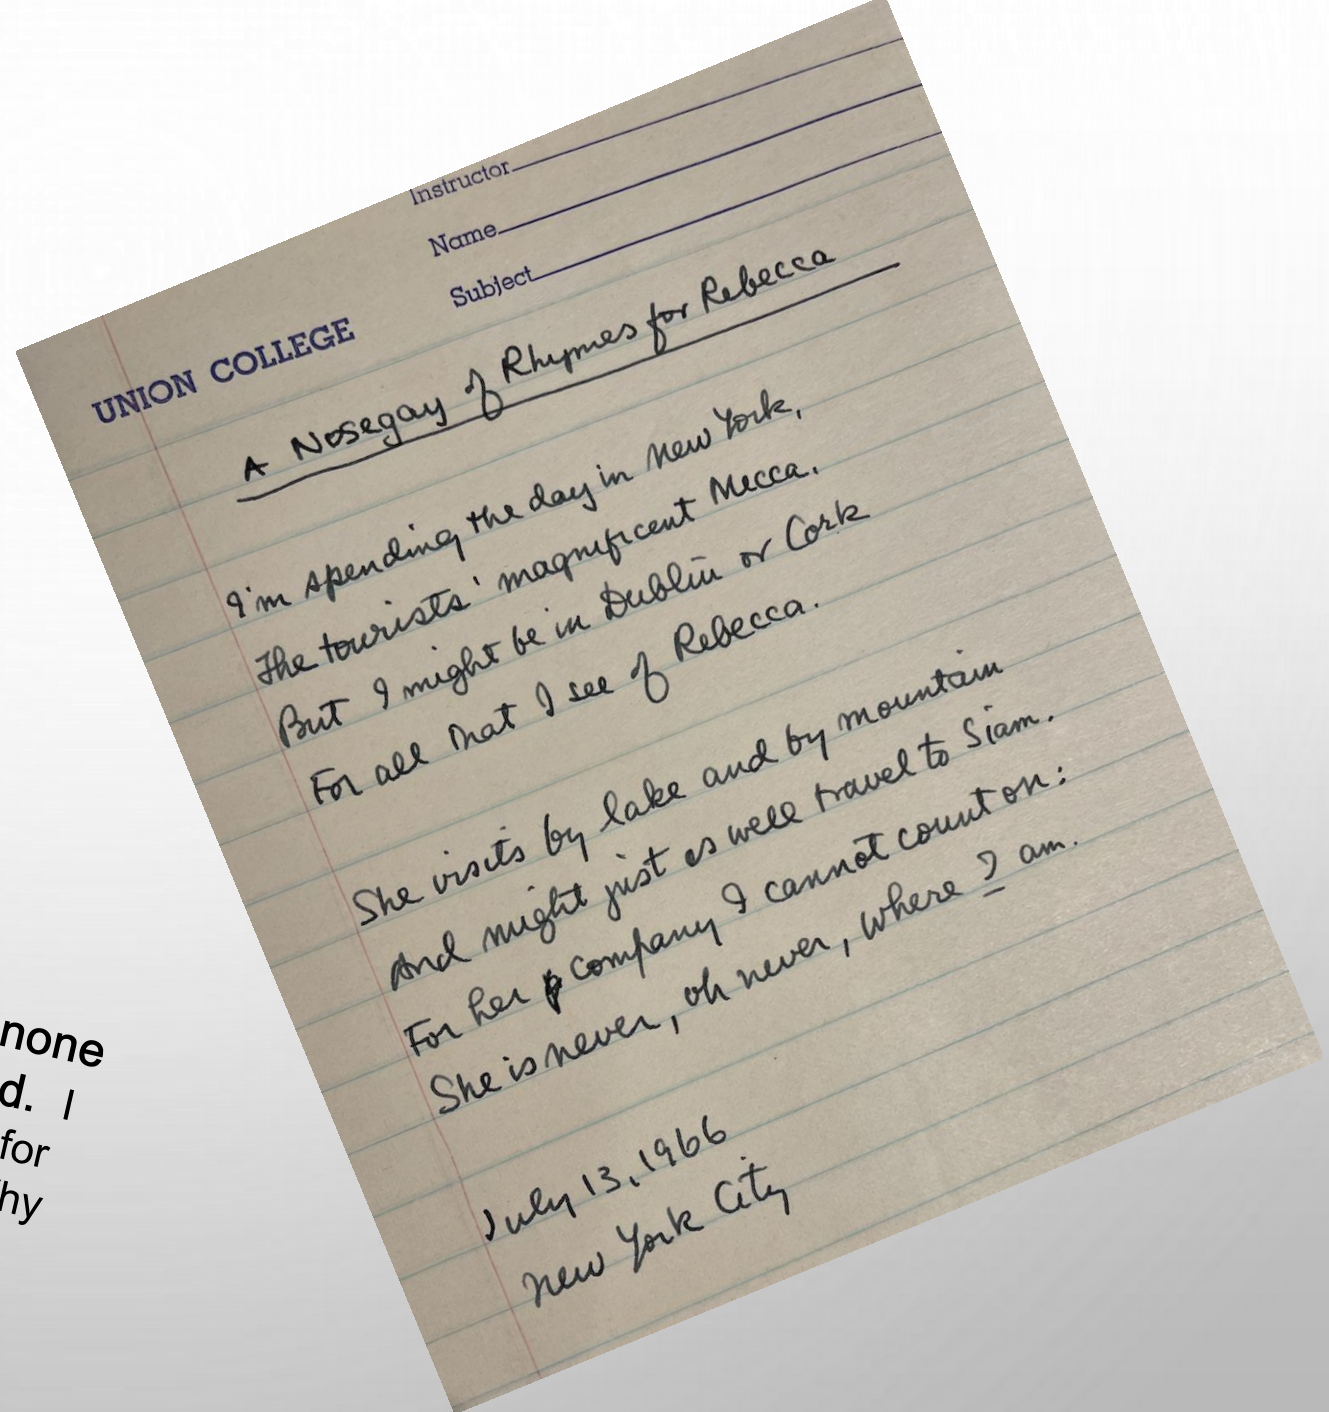 Instructor
Name
Subject
UNION COLLEGE
A Nosegay of Rhymes for Rebecca
I'm spending the day in New York,
The tourists' magnificent Mecca.
But I might be in Dublin or Cork
For all that I see of Rebecca.
She visits by lake and by mountain
And might just as well travel to Siam.
For her company I cannot count on:
She is never, oh never, where I am.
July 13, 1966
New York City
none
d. I
for
hy